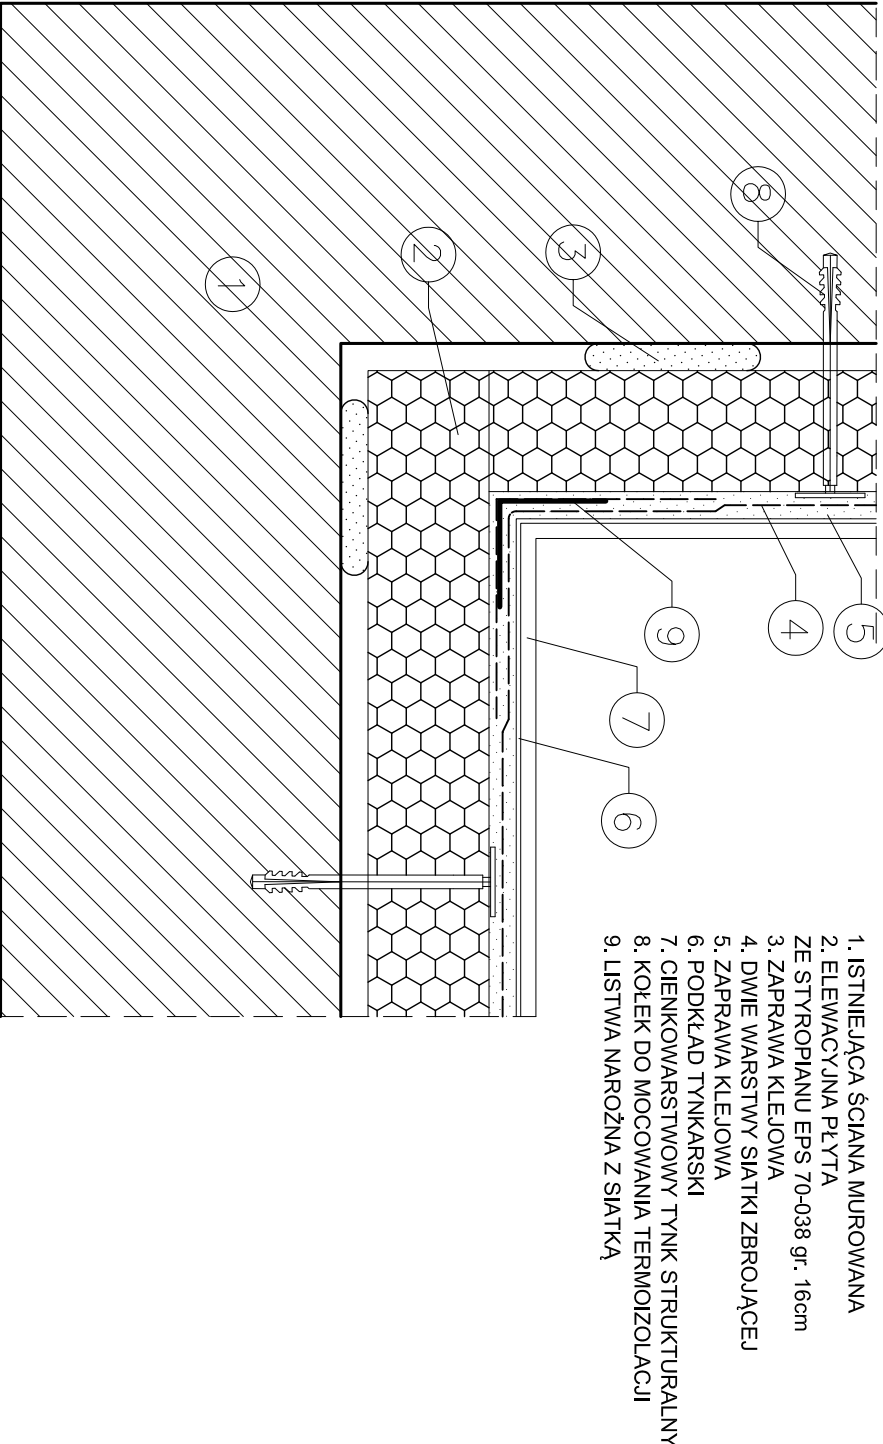 1
2
3
8
9
4
5
7
6
1. ISTNIEJĄCA ŚCIANA MUROWANA
2. ELEWACYJNA PŁYTA
ZE STYROPIANU EPS 70-038 gr. 16cm
3. ZAPRAWA KLEJOWA
4. DWIE WARSTWY SIATKI ZBROJĄCEJ
5. ZAPRAWA KLEJOWA
6. PODKŁAD TYNKARSKI
7. CIENKOWARSTWOWY TYNK STRUKTURALNY
8. KOŁEK DO MOCOWANIA TERMOIZOLACJI
9. LISTWA NAROŻNA Z SIATKĄ